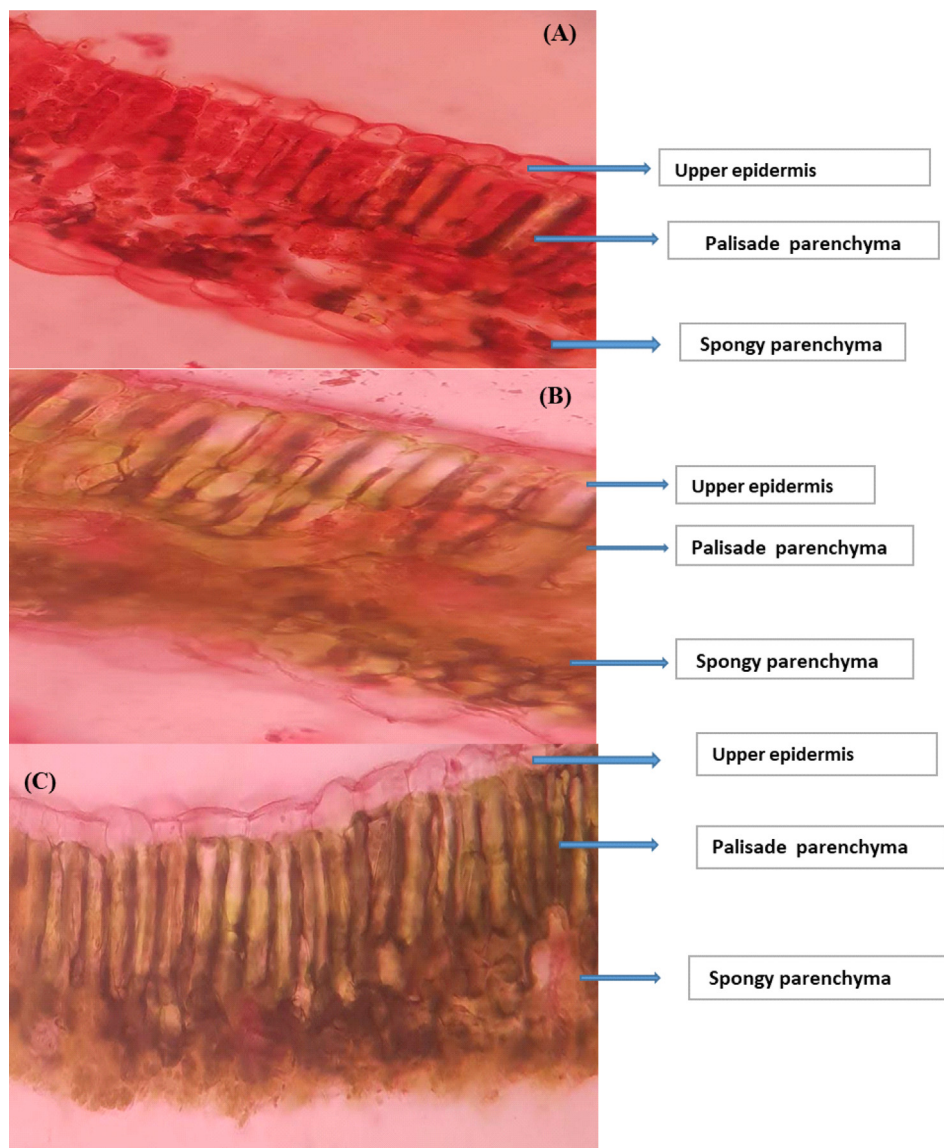 (A)
Upper epidermis
Palisade parenchyma
Spongy parenchyma
(B)
Upper epidermis
Palisade parenchyma
Spongy parenchyma
(C)
Upper epidermis
Palisade parenchyma
Spongy parenchyma